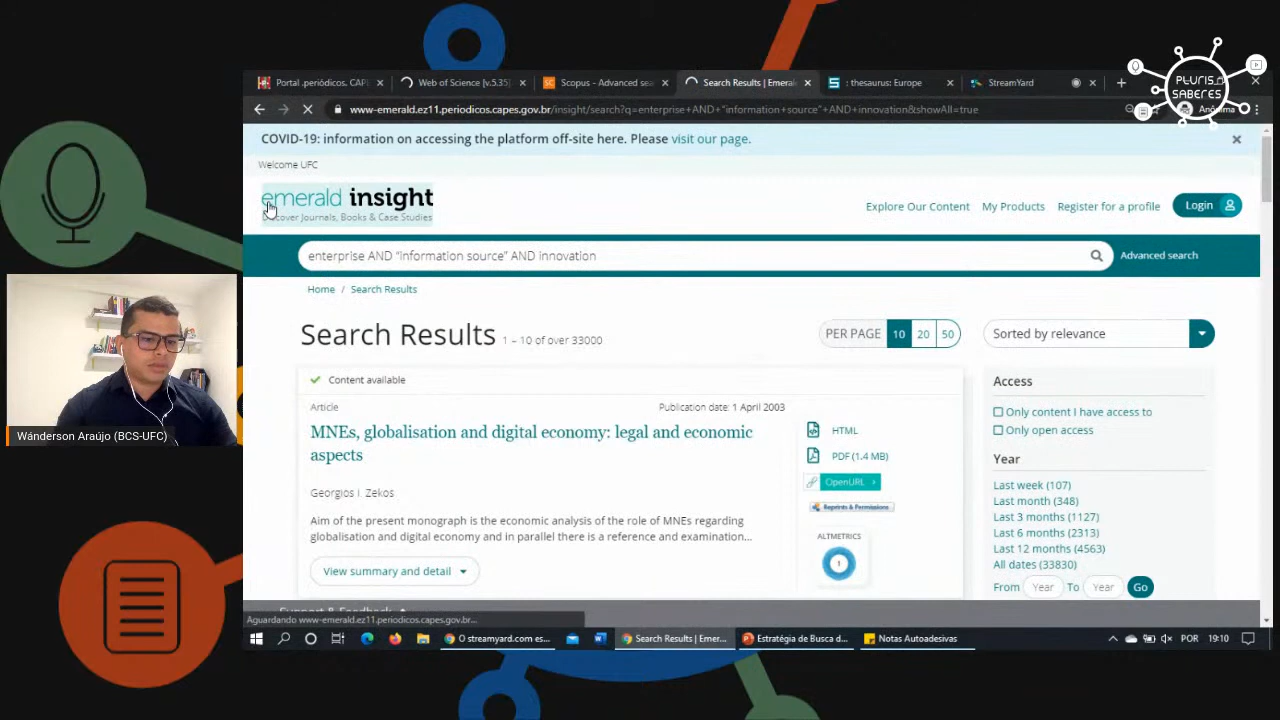 PLURIS
SABERES
Portal .periódicos. CAP
Web of Science [v.5.35]
Scopus - Advanced sea
Search Results | Emera
: thesaurus: Europe
StreamYard
www-emerald.ez11.periodicos.capes.gov.br/insight/search?q=enterprise+AND+"information+source"+AND+innovation&showAll=true
COVID-19: information on accessing the platform off-site here. Please visit our page.
Welcome UFC
emerald insight
Discover Journals, Books & Case Studies
Explore Our Content
My Products
Register for a profile
Login
enterprise AND “information source” AND innovation
Advanced search
Home / Search Results
Search Results 1 – 10 of over 33000
PER PAGE 10 20 50
Sorted by relevance
Content available
Article
Publication date: 1 April 2003
MNEs, globalisation and digital economy: legal and economic
aspects
Georgios I. Zekos
Aim of the present monograph is the economic analysis of the role of MNEs regarding
globalisation and digital economy and in parallel there is a reference and examination...
View summary and detail
HTML
PDF (1.4 MB)
OpenURL
Reprints & Permissions
ALTMETRICS
1
Access
Only content I have access to
Only open access
Year
Last week (107)
Last month (348)
Last 3 months (1127)
Last 6 months (2313)
Last 12 months (4563)
All dates (33830)
From Year To Year Go
Support & Feedback
Aguardando www-emerald.ez11.periodicos.capes.gov.br...
O streamyard.com es...
Search Results | Emer...
Estratégia de Busca d...
Notas Autoadesivas
POR
19:10
Wánderson Araújo (BCS-UFC)